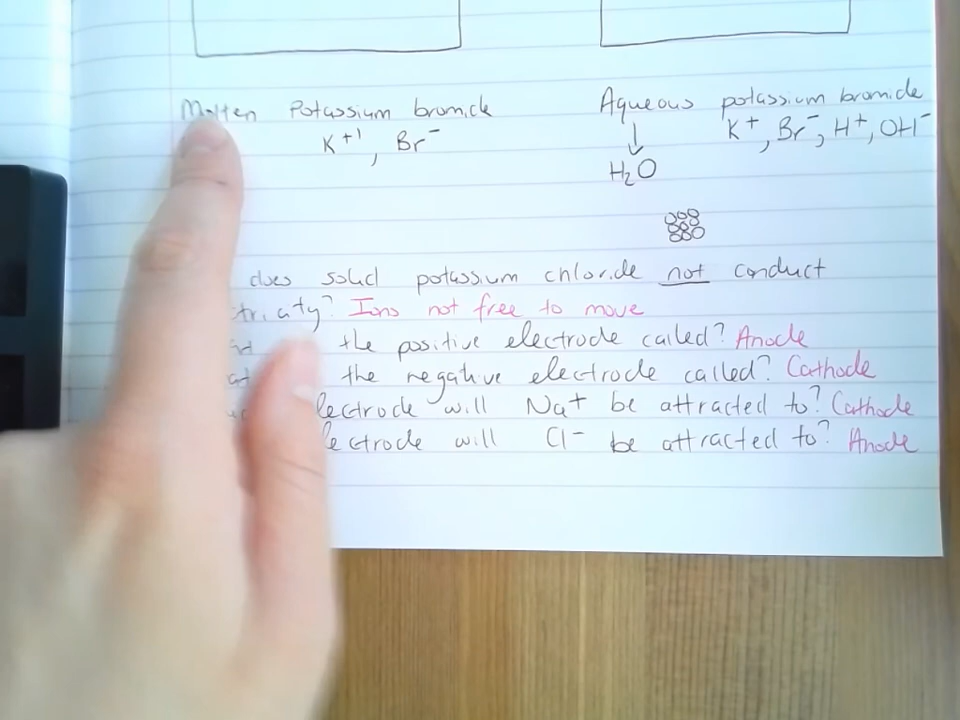 Molten Potassium bromide
K+1, Br-
Aqueous potassium bromide
K+, Br-, H+, OH-
H2O
does solid potassium chloride not conduct
Ions not free to move
the positive electrode called? Anode
the negative electrode called? Cathode
lectrode will Na+ be attracted to? Cathode
lectrode will Cl- be attracted to? Anode